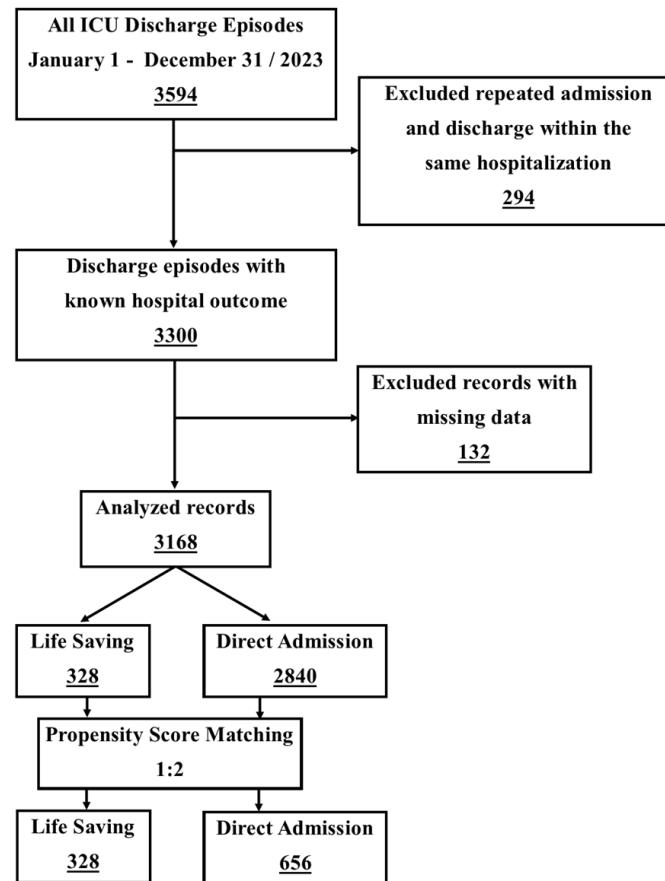 All ICU Discharge Episodes
January 1 - December 31 / 2023
3594
Excluded repeated admission
and discharge within the
same hospitalization
294
Discharge episodes with
known hospital outcome
3300
Excluded records with
missing data
132
Analyzed records
3168
Life Saving
328
Direct Admission
2840
Propensity Score Matching
1:2
Life Saving
328
Direct Admission
656